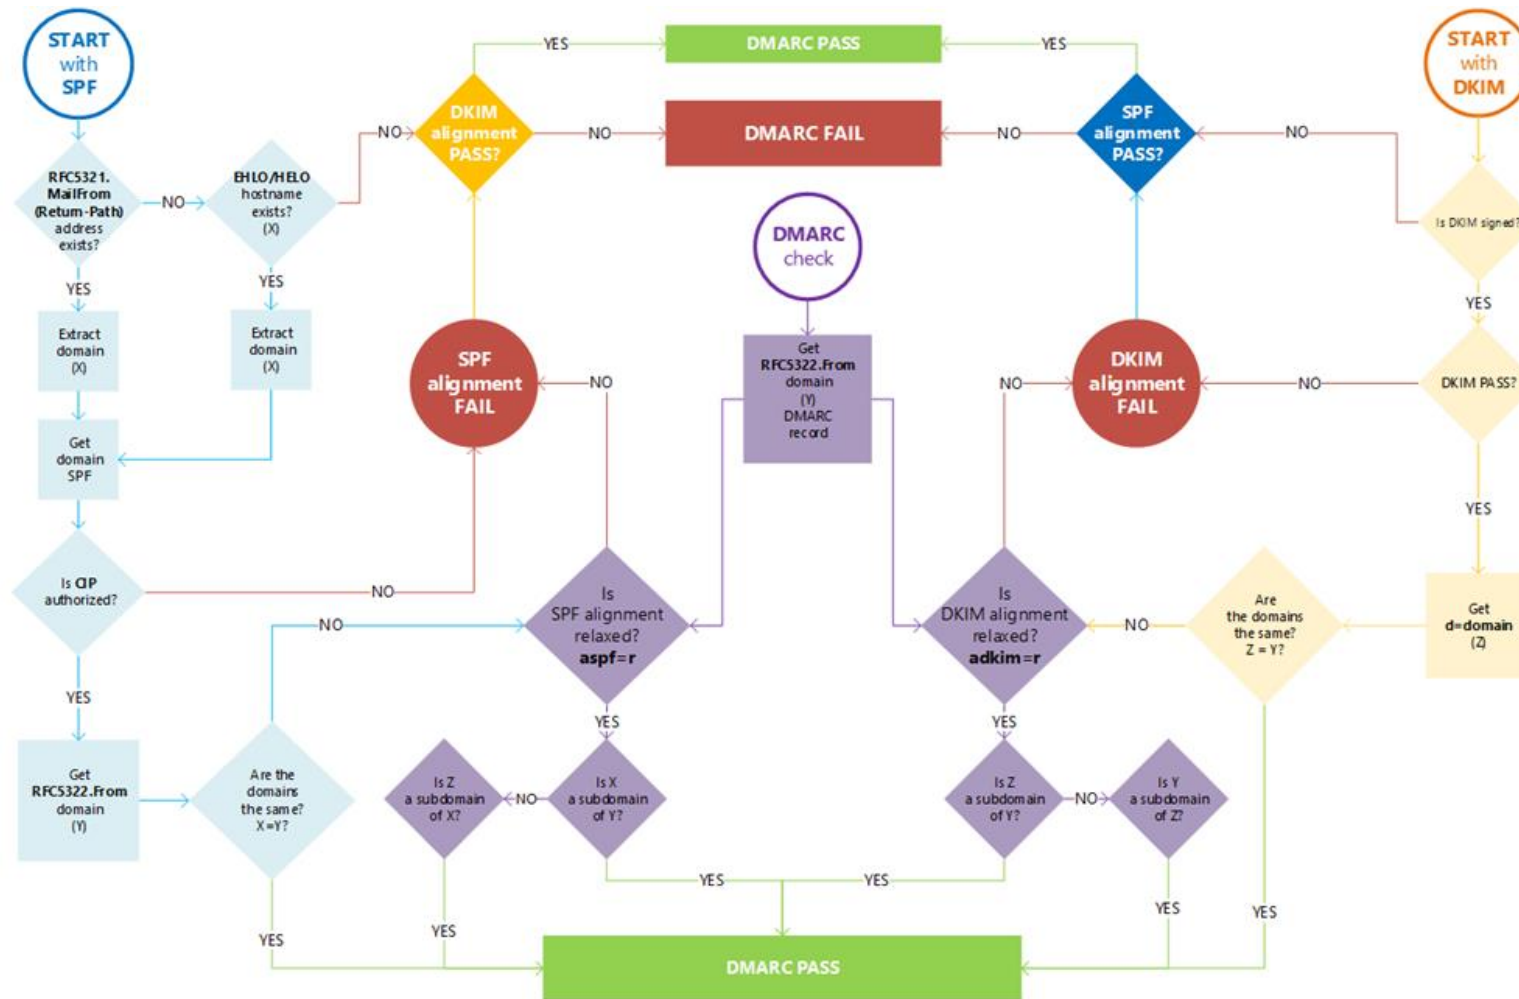 START
with
SPF
YES
DMARC PASS
YES
START
with
DKIM
DKIM
alignment
PASS?
NO
NO
DMARC FAIL
NO
SPF
alignment
PASS?
NO
RFC5321.
MailFrom
(Return-Path)
address
exists?
NO
EHLO/HELO
hostname
exists?
(X)
DMARC
check
Is DKIM signed?
YES
YES
YES
Extract
domain
(X)
Extract
domain
(X)
SPF
alignment
FAIL
NO
Get
RFC5322.From
domain
(Y)
DMARC
record
NO
DKIM
alignment
FAIL
NO
DKIM PASS?
Get
domain
SPF
YES
Is CIP
authorized?
NO
NO
Is
SPF alignment
relaxed?
aspf=r
Is
DKIM alignment
relaxed?
adkim=r
NO
Are
the domains
the same?
Z = Y?
Get
d=domain
(Z)
YES
YES
YES
Get
RFC5322.From
domain
(Y)
Are the
domains
the same?
X=Y?
Is Z
a subdomain
of X?
NO
Is X
a subdomain
of Y?
Is Z
a subdomain
of Y?
NO
Is Y
a subdomain
of Z?
YES
YES
YES
YES
YES
YES
DMARC PASS